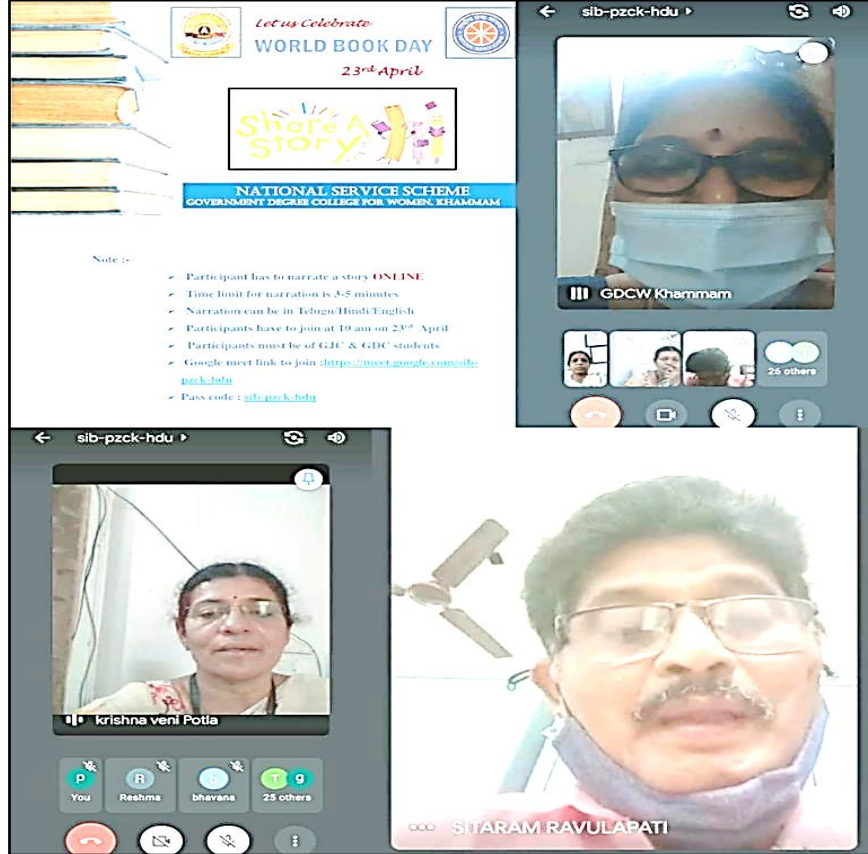 Let us Celebrate
WORLD BOOK DAY
23rd April
Share A
Story
NATIONAL SERVICE SCHEME
GOVERNMENT DEGREE COLLEGE FOR WOMEN, KHAMMAM
Note :-
➢ Participant has to narrate a story ONLINE
➢ Time limit for narration is 3-5 minutes
➢ Narration can be in Telugu/Hindi/English
➢ Participants have to join at 10 am on 23rd April
➢ Participants must be of GJC & GDC students
➢ Google meet link to join :https://meet.google.com/sib-
pzck-hdu
➢ Pass code : sib-pzck-hdu
sib-pzck-hdu
GDCW Khammam
T
26 others
sib-pzck-hdu
krishna veni Potla
P
R
T
g
You
Reshma
bhavana
25 others
SITARAM RAVULAPATI